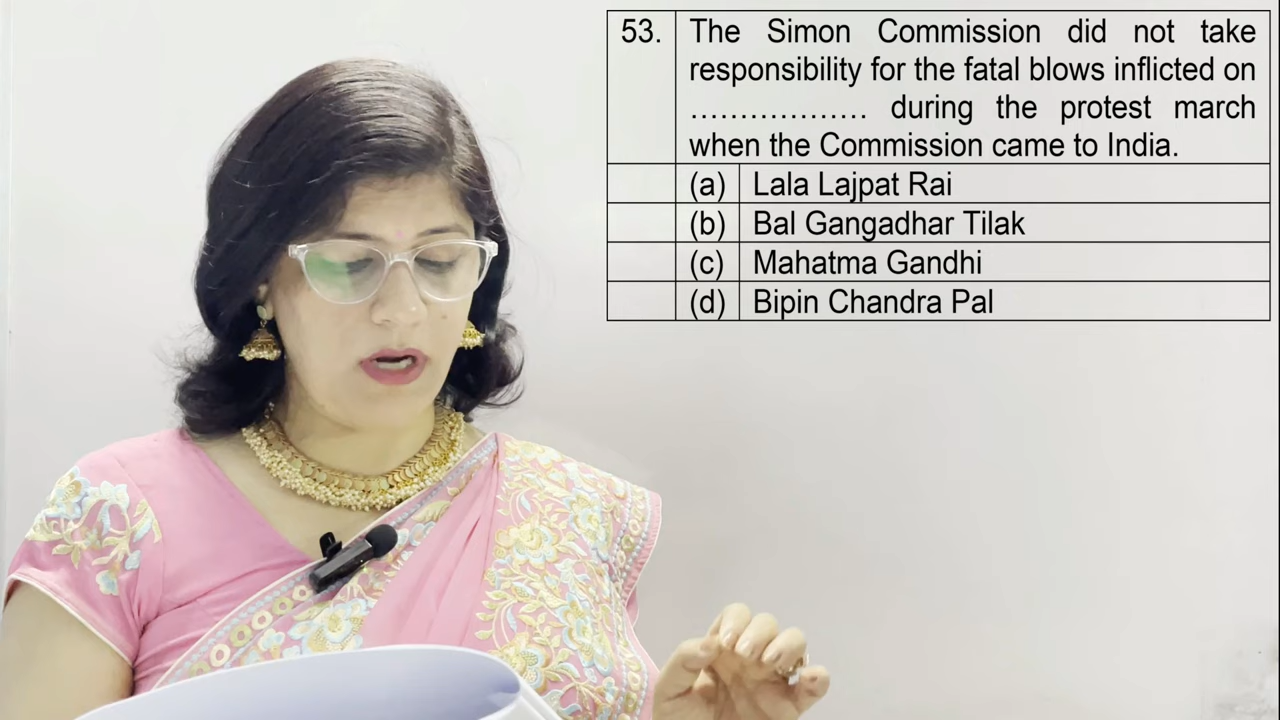 53. The Simon Commission did not take
responsibility for the fatal blows inflicted on
……………… during the protest march
when the Commission came to India.
(a) Lala Lajpat Rai
(b) Bal Gangadhar Tilak
(c) Mahatma Gandhi
(d) Bipin Chandra Pal